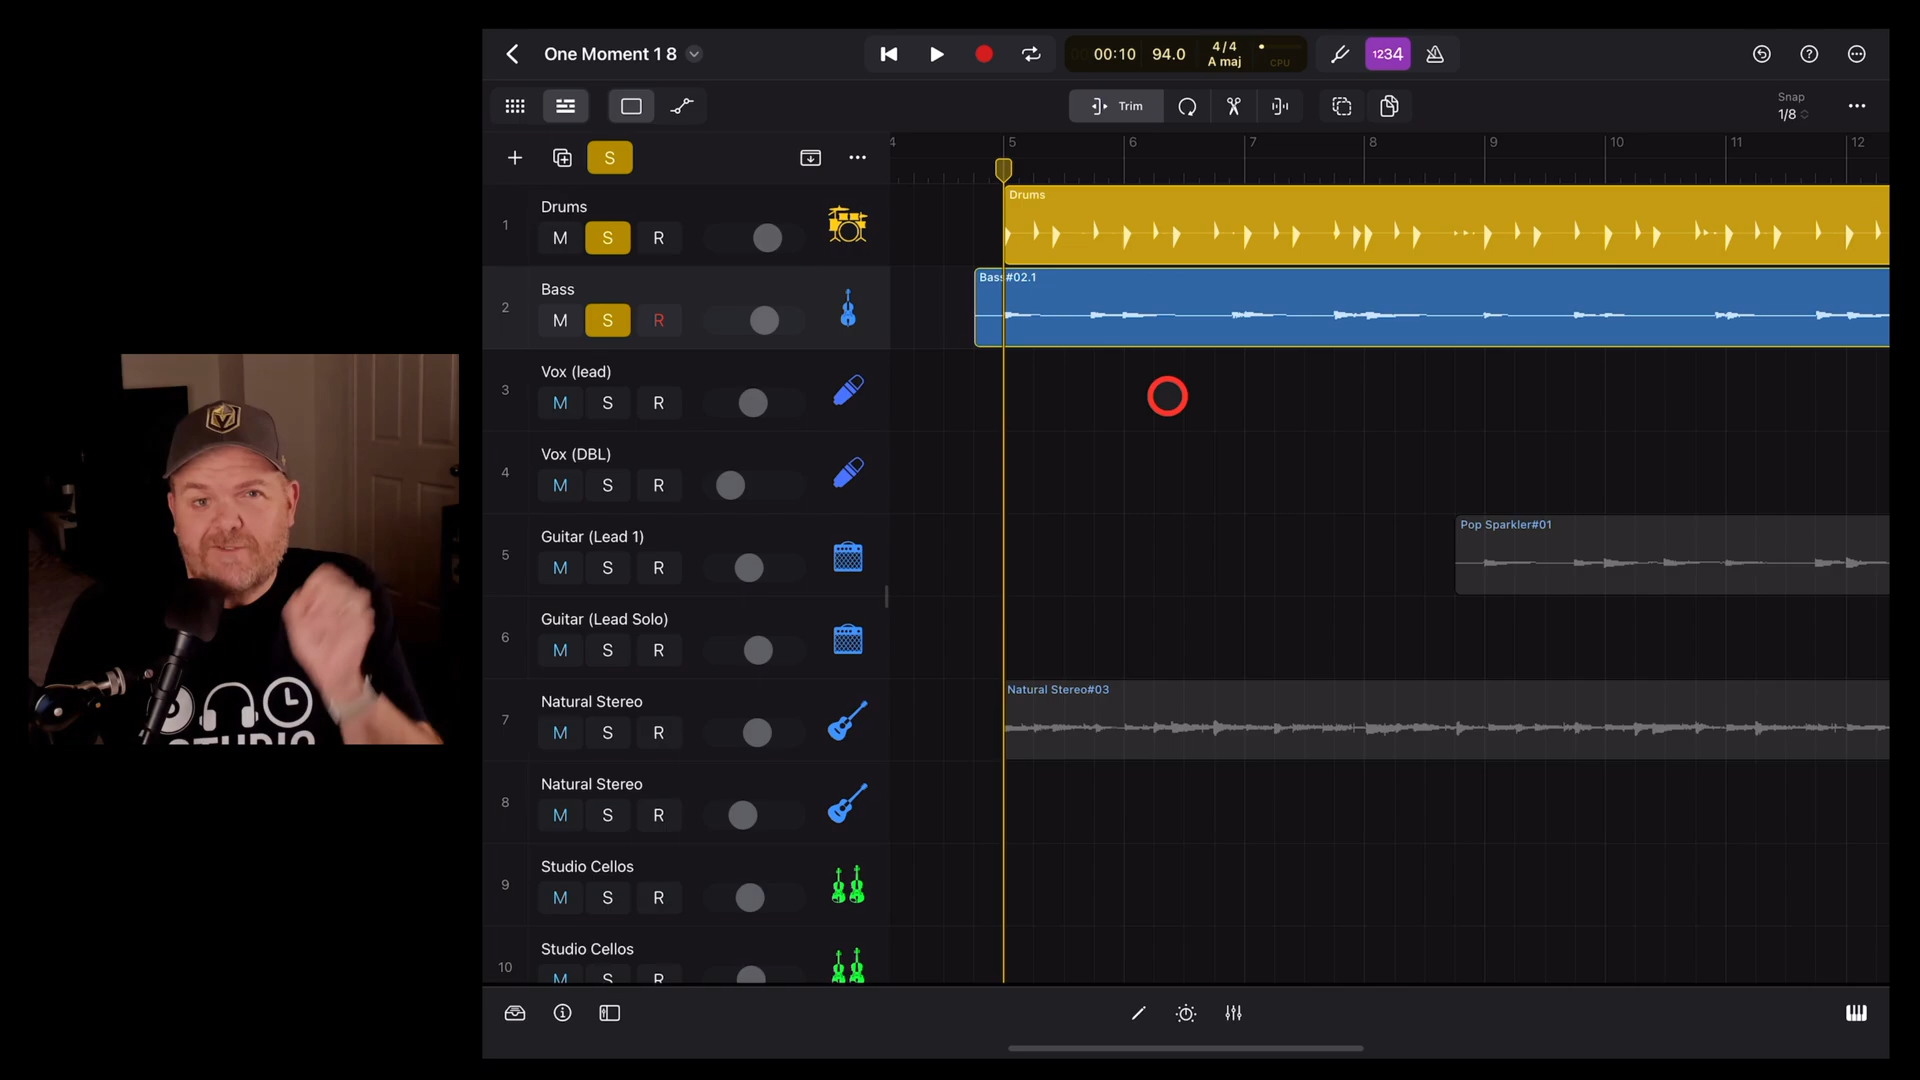 One Moment 1 8
00:10 94.0 4/4 A maj CPU
1234
Trim
Snap
1/8
S
4 5 6 7 8 9 10 11 12
1 Drums
M S R
Drums
2 Bass
M S R
Bass#02.1
3 Vox (lead)
M S R
4 Vox (DBL)
M S R
5 Guitar (Lead 1)
M S R
Pop Sparkler#01
6 Guitar (Lead Solo)
M S R
7 Natural Stereo
M S R
Natural Stereo#03
8 Natural Stereo
M S R
9 Studio Cellos
M S R
10 Studio Cellos
M S R
STUDIO